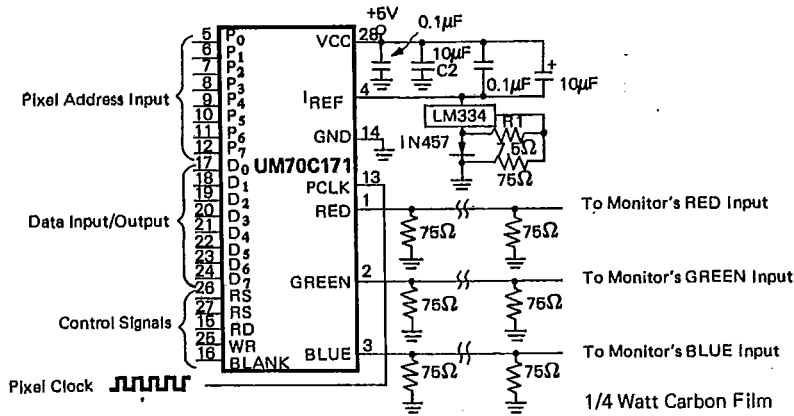 +5V
0.1μF
5 P0
28 VCC
6 P1
7 P2
10μF
C2
8 P3
0.1μF
10μF
+
Pixel Address Input
9 P4
4 IREF
10 P5
LM334
11 P6
R1
12 P7
GND 14
IN457
5Ω
75Ω
17 D0
UM70C171
18 D1
PCLK 13
19 D2
20 D3
RED 1
75Ω
75Ω
To Monitor's RED Input
Data Input/Output
21 D4
22 D5
23 D6
24 D7
GREEN 2
75Ω
75Ω
To Monitor's GREEN Input
26 RS
27 RS
Control Signals
15 RD
25 WR
16 BLANK
BLUE 3
75Ω
75Ω
To Monitor's BLUE Input
Pixel Clock
1/4 Watt Carbon Film